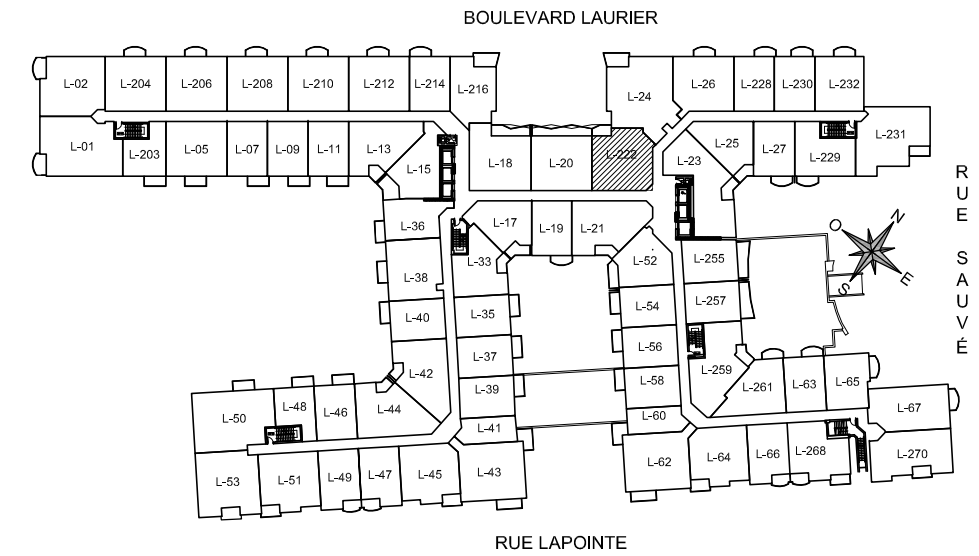 BOULEVARD LAURIER
L-02 L-204 L-206 L-208 L-210 L-212 L-214 L-216 L-24 L-26 L-228 L-230 L-232
L-01 L-203 L-05 L-07 L-09 L-11 L-13 L-15 L-18 L-20 L-222 L-23 L-25 L-27 L-229 L-231
L-36 L-17 L-19 L-21
L-33 L-52 L-255
L-38
L-35 L-54 L-257
L-40
L-37 L-56
L-42 L-39 L-58 L-259 L-261 L-63 L-65
L-50 L-48 L-46 L-44 L-41 L-60 L-67
L-53 L-51 L-49 L-47 L-45 L-43 L-62 L-64 L-66 L-268 L-270
RUE SAUVÉ
N
O
E
S
RUE LAPOINTE